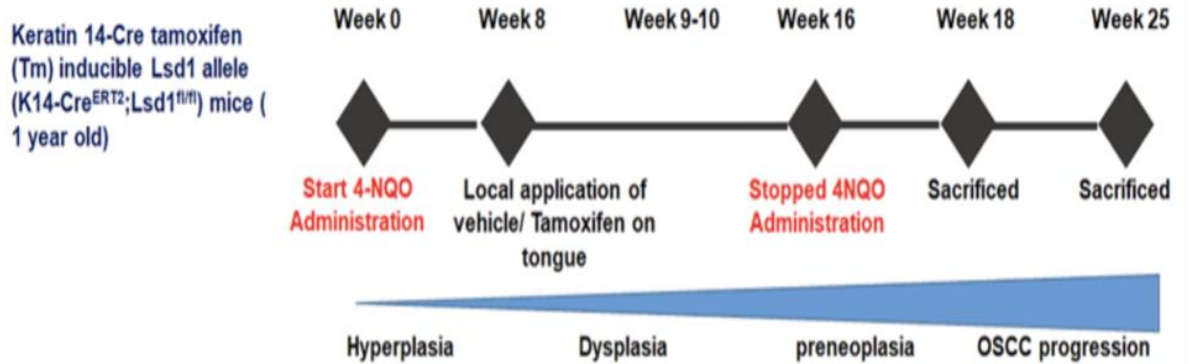 Keratin 14-Cre tamoxifen
(Tm) inducible Lsd1 allele
(K14-CreERT2;Lsd1fl/fl) mice (
1 year old)
Week 0
Week 8
Week 9-10
Week 16
Week 18
Week 25
Start 4-NQO
Administration
Local application of
vehicle/ Tamoxifen on
tongue
Stopped 4NQO
Administration
Sacrificed
Sacrificed
Hyperplasia
Dysplasia
preneoplasia
OSCC progression